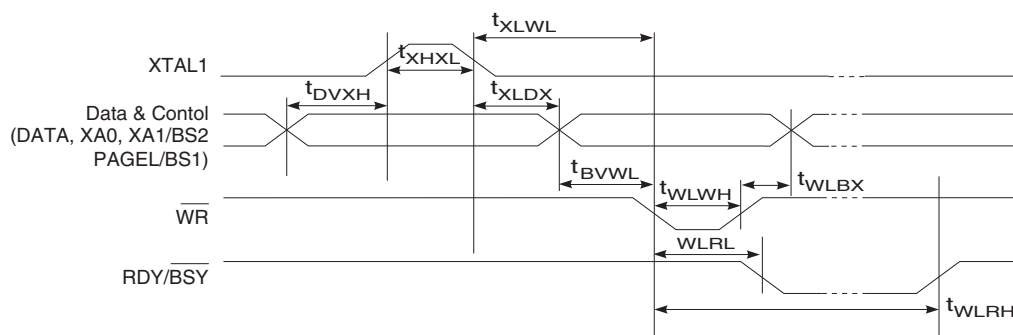 tXLWL
XTAL1
tXHXL
tDVXH
tXLDX
Data & Contol
(DATA, XA0, XA1/BS2
PAGEL/BS1)
tBVWL
tWLWH
tWLBX
WR
WLRL
RDY/BSY
tWLRH